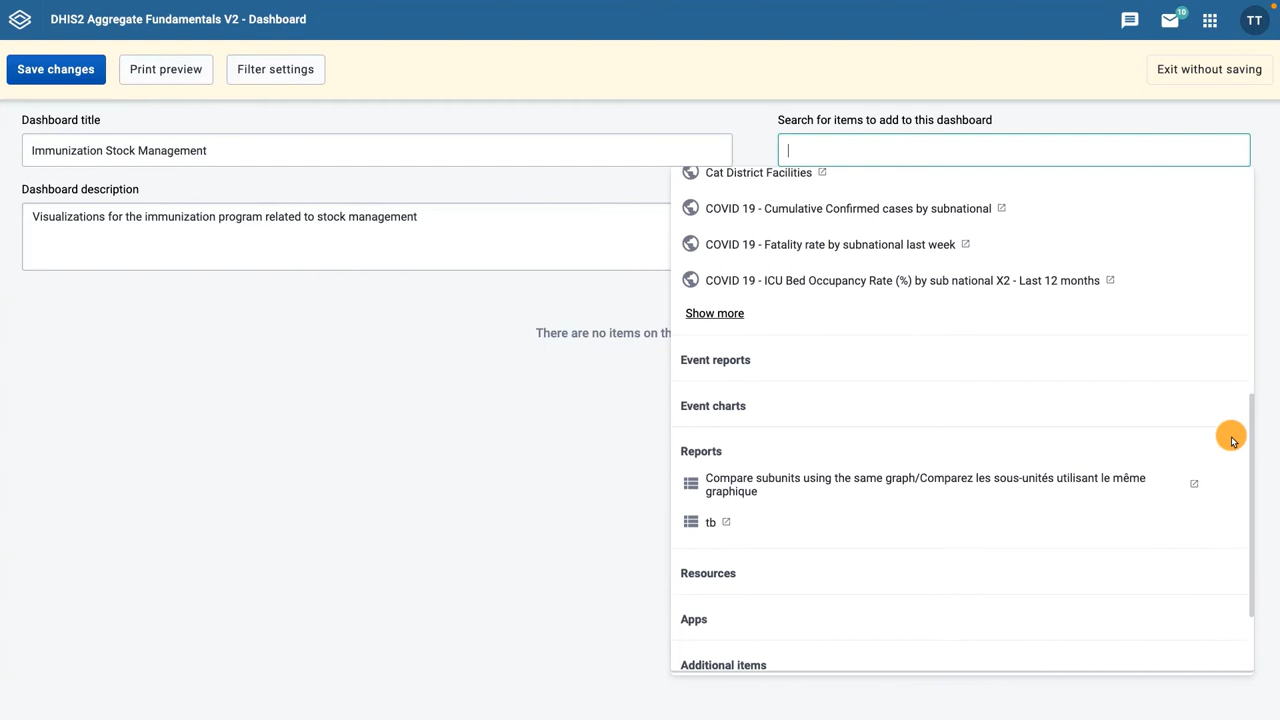 DHIS2 Aggregate Fundamentals V2 - Dashboard
10
TT
Save changes
Print preview
Filter settings
Exit without saving
Dashboard title
Search for items to add to this dashboard
Immunization Stock Management
Dashboard description
Visualizations for the immunization program related to stock management
There are no items on th
Cat District Facilities
COVID 19 - Cumulative Confirmed cases by subnational
COVID 19 - Fatality rate by subnational last week
COVID 19 - ICU Bed Occupancy Rate (%) by sub national X2 - Last 12 months
Show more
Event reports
Event charts
Reports
Compare subunits using the same graph/Comparez les sous-unités utilisant le même
graphique
tb
Resources
Apps
Additional items